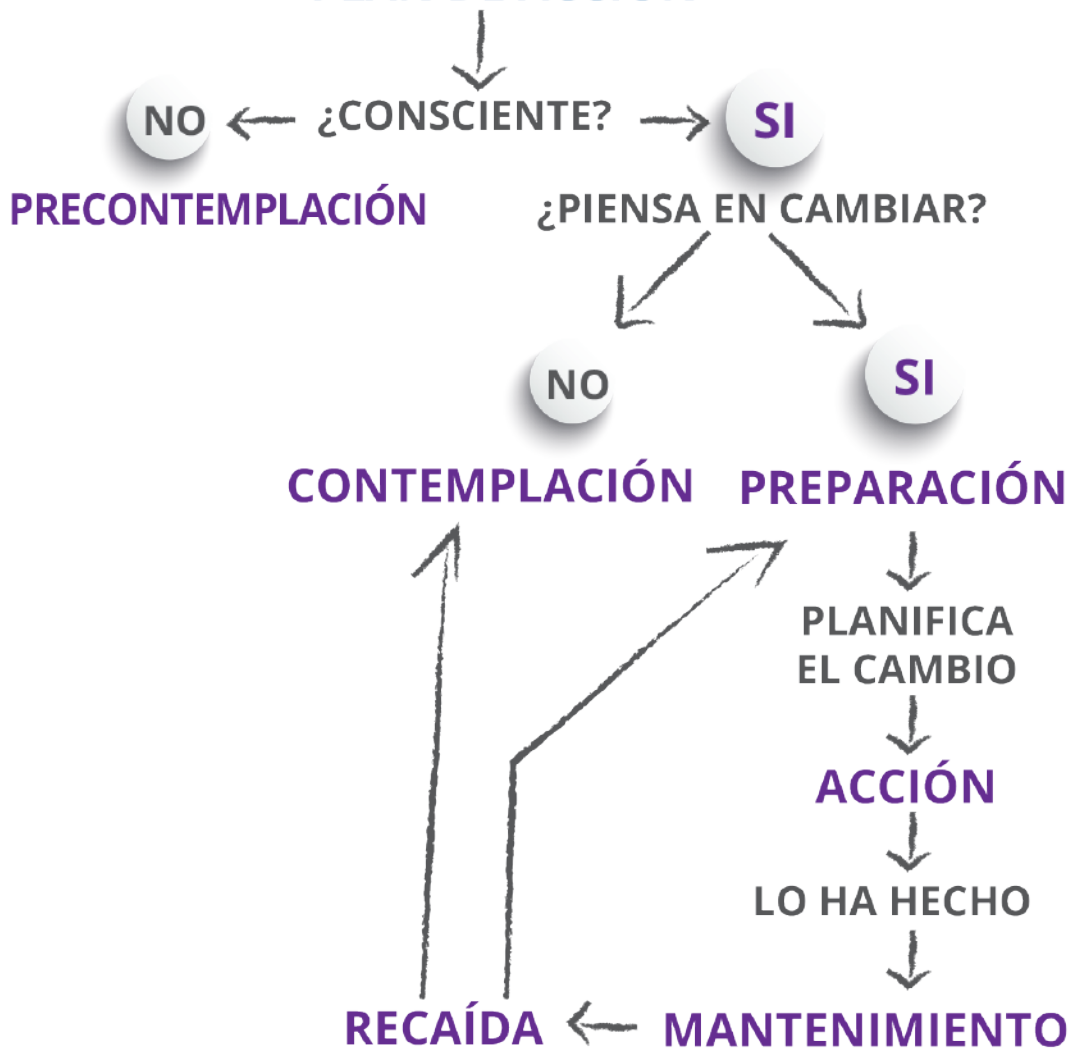 NO
¿CONSCIENTE?
SI
PRECONTEMPLACIÓN
¿PIENSA EN CAMBIAR?
NO
SI
CONTEMPLACIÓN
PREPARACIÓN
PLANIFICA
EL CAMBIO
ACCIÓN
LO HA HECHO
RECAÍDA
MANTENIMIENTO